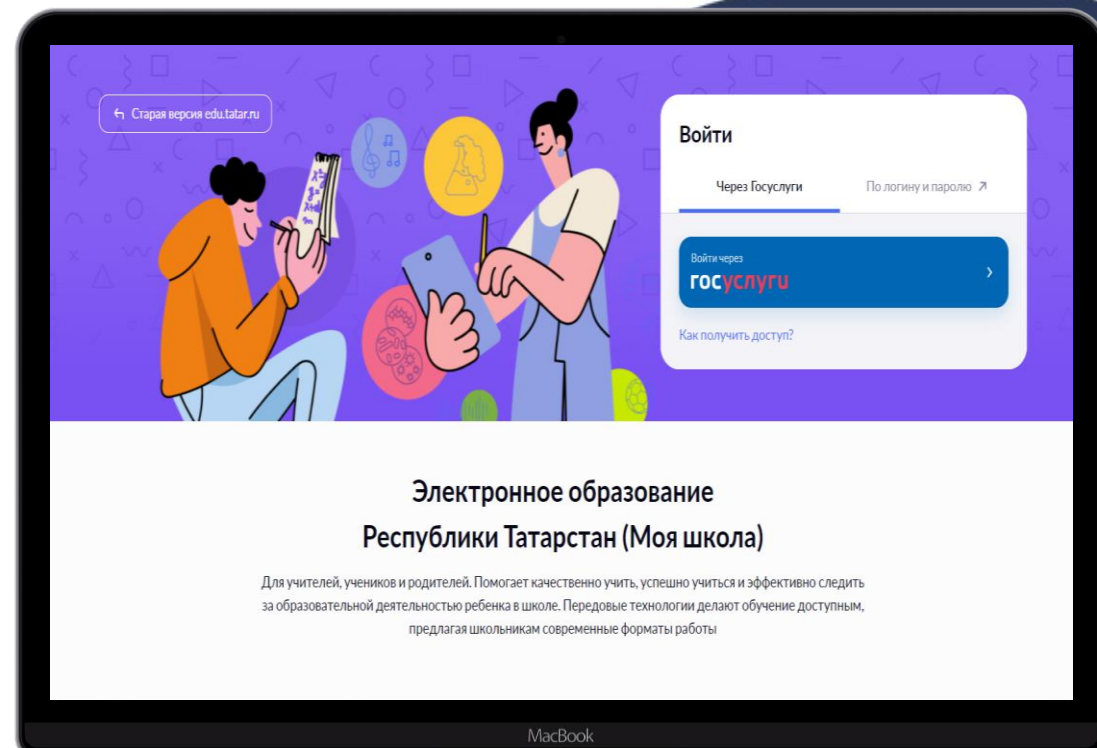 Старая версия edu.tatar.ru
Войти
Через Госуслуги
По логину и паролю
Войти через
госуслуги
Как получить доступ?
Электронное образование
Республики Татарстан (Моя школа)
Для учителей, учеников и родителей. Помогает качественно учить, успешно учиться и эффективно следить
за образовательной деятельностью ребенка в школе. Передовые технологии делают обучение доступным,
предлагая школьникам современные форматы работы
MacBook